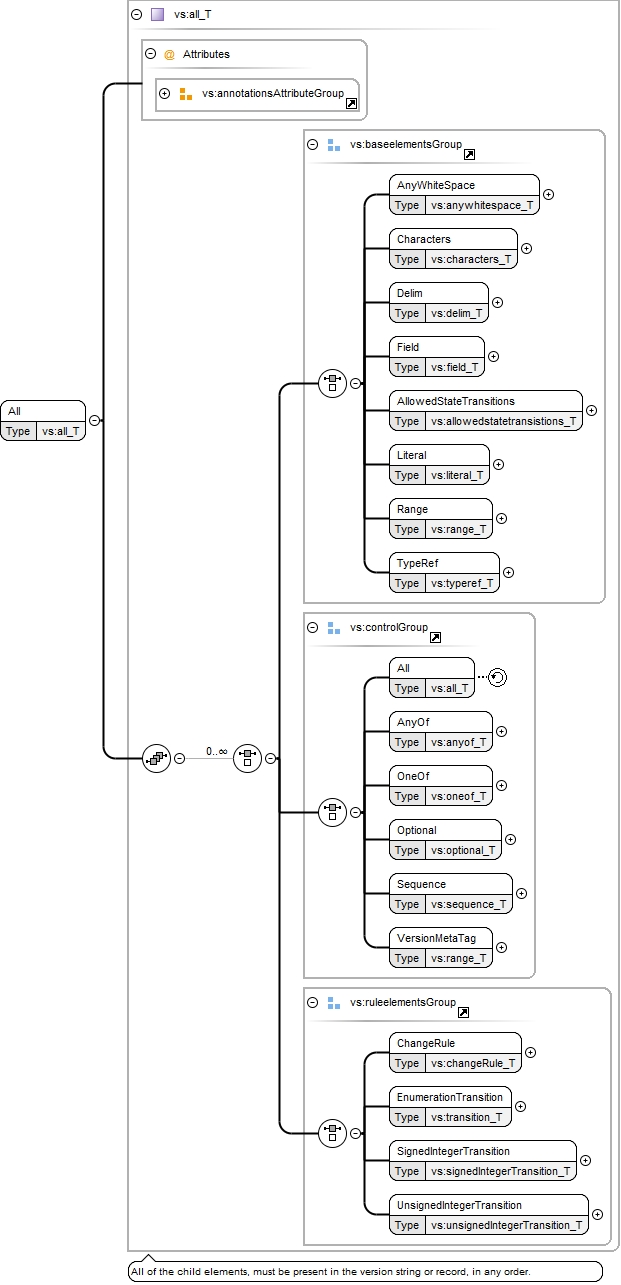 vs:all_T
@ Attributes
vs:annotationsAttributeGroup
vs:baseelementsGroup
AnyWhiteSpace
Type vs:anywhitespace_T
Characters
Type vs:characters_T
Delim
Type vs:delim_T
Field
Type vs:field_T
All
Type vs:all_T
AllowedStateTransitions
Type vs:allowedstatetransistions_T
Literal
Type vs:literal_T
Range
Type vs:range_T
TypeRef
Type vs:typeref_T
vs:controlGroup
All
Type vs:all_T
AnyOf
Type vs:anyof_T
0..∞
OneOf
Type vs:oneof_T
Optional
Type vs:optional_T
Sequence
Type vs:sequence_T
VersionMetaTag
Type vs:range_T
vs:ruleelementsGroup
ChangeRule
Type vs:changeRule_T
EnumerationTransition
Type vs:transition_T
SignedIntegerTransition
Type vs:signedIntegerTransition_T
UnsignedIntegerTransition
Type vs:unsignedIntegerTransition_T
All of the child elements, must be present in the version string or record, in any order.